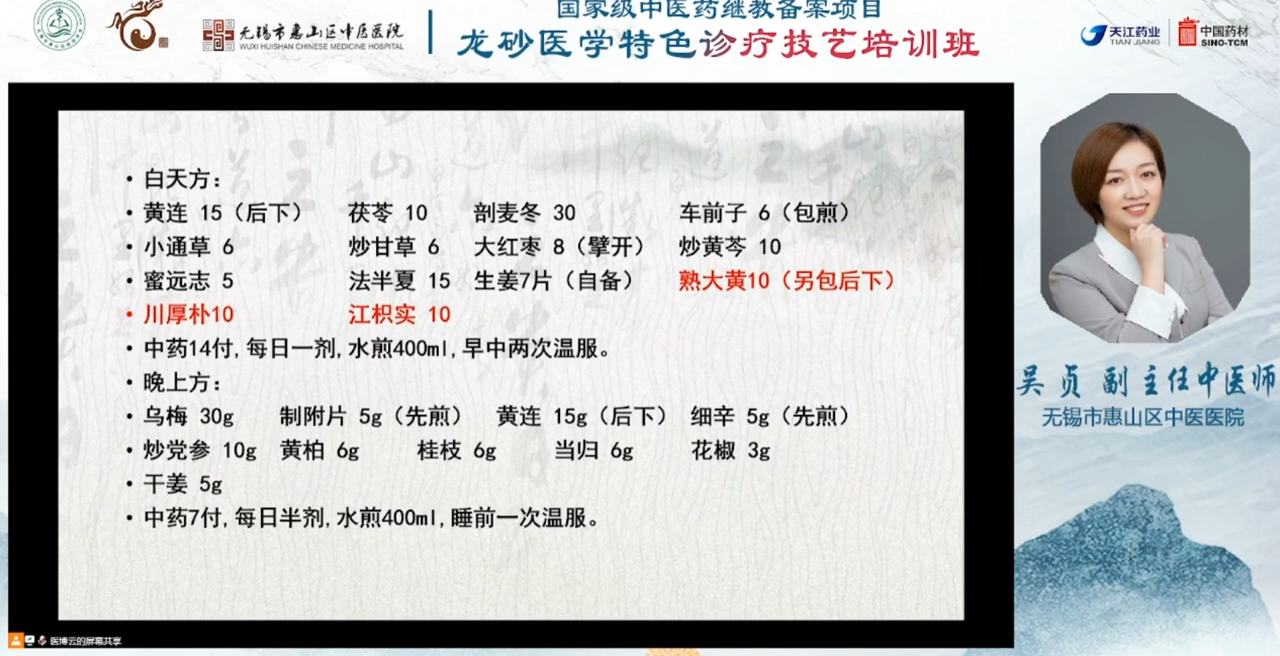 国家级中医药继教备案项目
龙砂医学特色诊疗技艺培训班
无锡市惠山区中医医院
WUXI HUISHAN CHINESE MEDICINE HOSPITAL
天江药业
TIAN JIANG
中国药材
SINO-TCM
• 白天方：
• 黄连 15（后下） 茯苓 10 剖麦冬 30 车前子 6（包煎）
• 小通草 6 炒甘草 6 大红枣 8（擘开） 炒黄芩 10
• 蜜远志 5 法半夏 15 生姜7片（自备） 熟大黄10（另包后下）
• 川厚朴10 江枳实 10
• 中药14付,每日一剂,水煎400ml,早中两次温服。
• 晚上方：
• 乌梅 30g 制附片 5g（先煎） 黄连 15g（后下） 细辛 5g（先煎）
• 炒党参 10g 黄柏 6g 桂枝 6g 当归 6g 花椒 3g
• 干姜 5g
• 中药7付,每日半剂,水煎400ml,睡前一次温服。
吴贞 副主任中医师
无锡市惠山区中医医院
医博云的屏幕共享